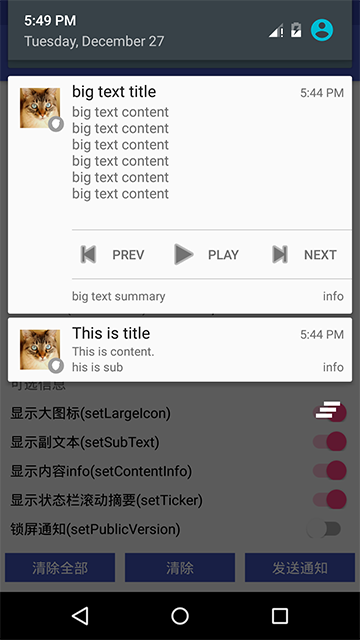 5:49 PM
Tuesday, December 27
big text title
5:44 PM
big text content
big text content
big text content
big text content
big text content
big text content
PREV
PLAY
NEXT
big text summary
info
This is title
5:44 PM
This is content.
his is sub
info
可选信息
显示大图标(setLargeIcon)
显示副文本(setSubText)
显示内容info(setContentInfo)
显示状态栏滚动摘要(setTicker)
锁屏通知(setPublicVersion)
清除全部
清除
发送通知